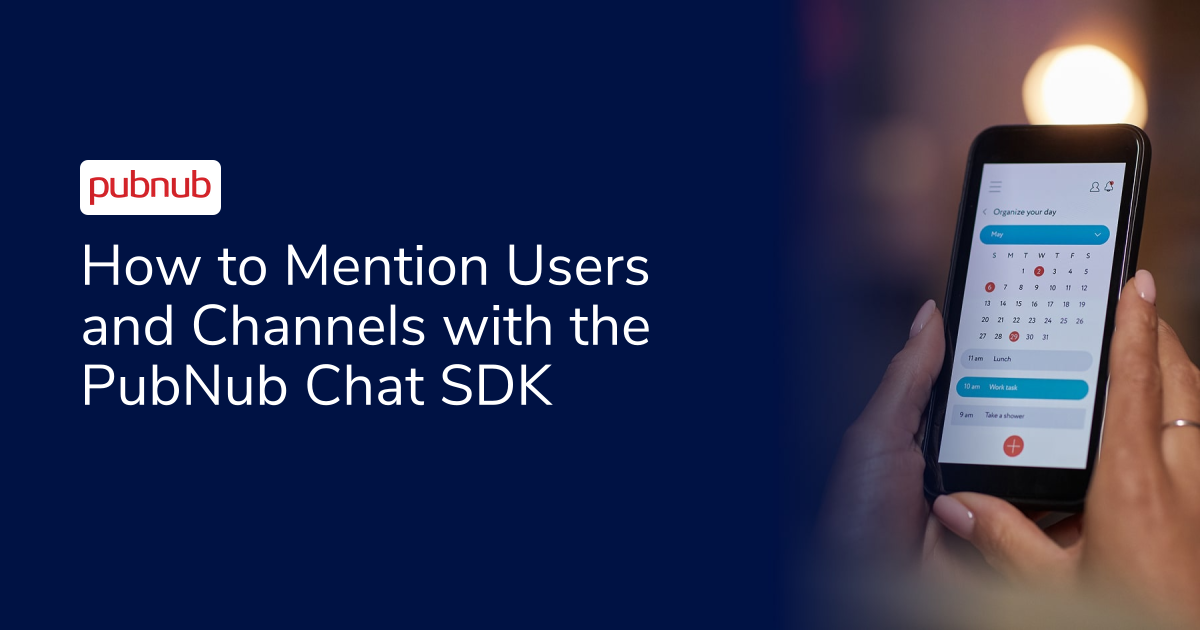 pubnub
How to Mention Users
and Channels with the
PubNub Chat SDK
Organize your day
May
S M T W T F S
1 2 3 4 5
6 7 8 9 10 11 12
13 14 15 16 17 18 19
20 21 22 23 24 25 26
27 28 29 30 31
11 am Lunch
10 am Work task
9 am Take a shower